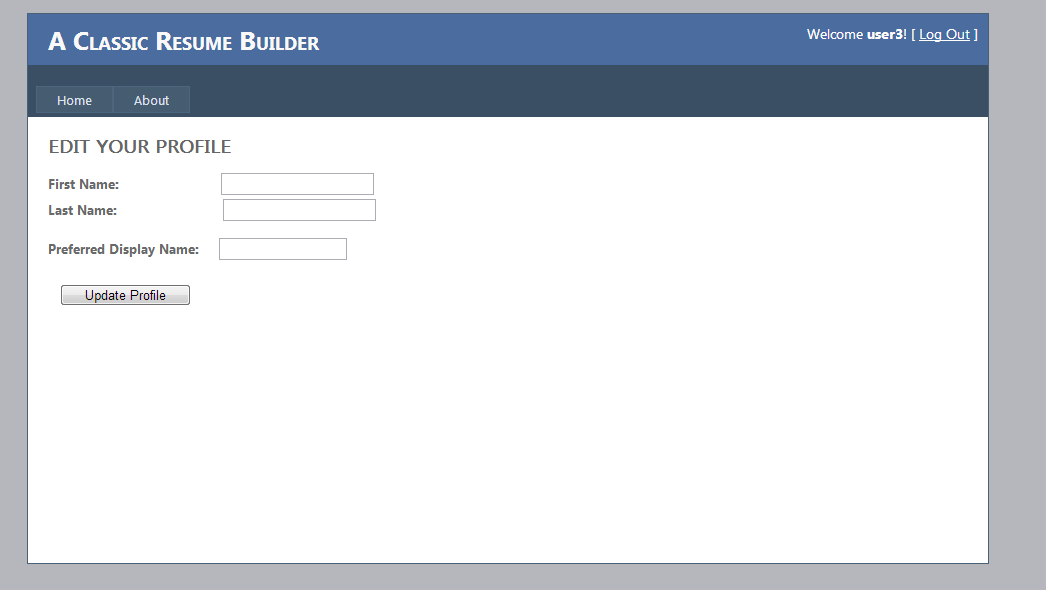 A Classic Resume Builder
Welcome user3! [ Log Out ]
Home About
EDIT YOUR PROFILE
First Name:
Last Name:
Preferred Display Name:
Update Profile